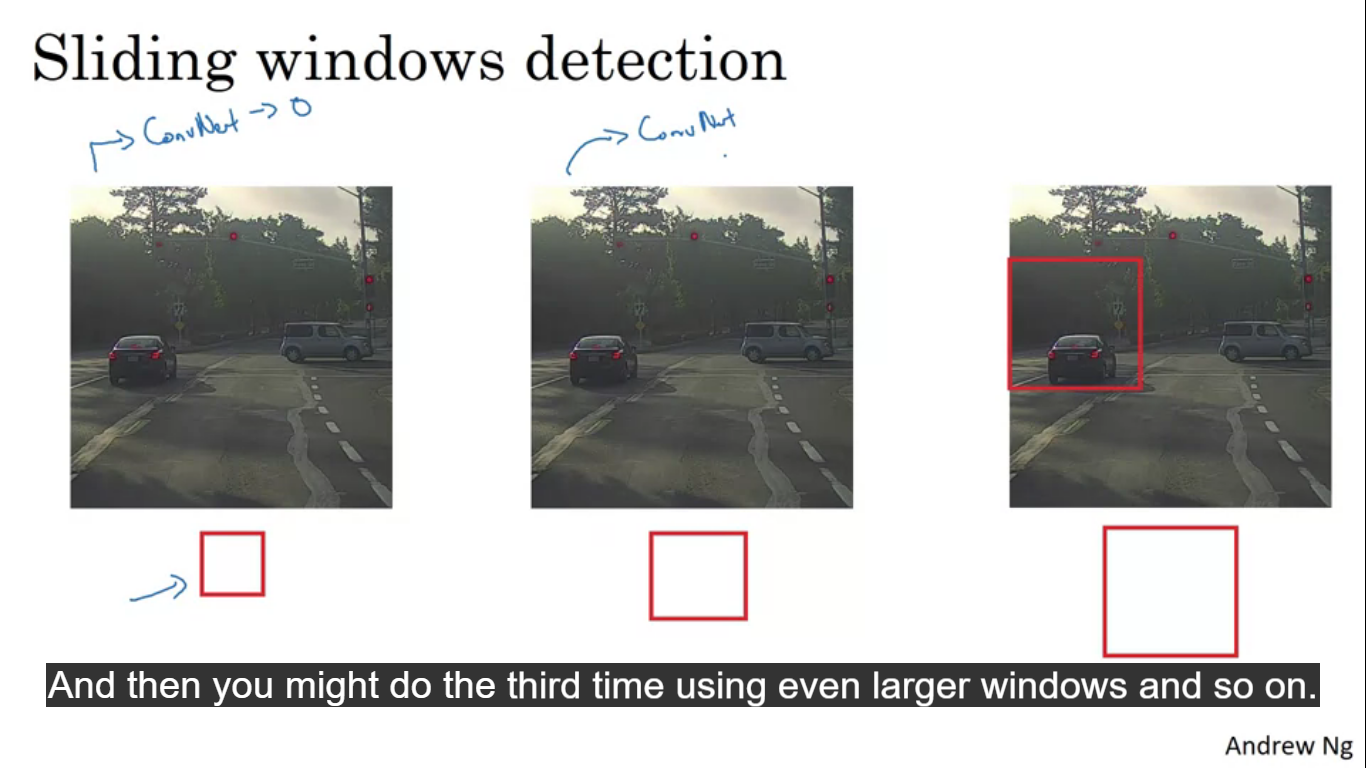 Sliding windows detection
→ ConvNet → 0
→ ConvNet
And then you might do the third time using even larger windows and so on.
Andrew Ng